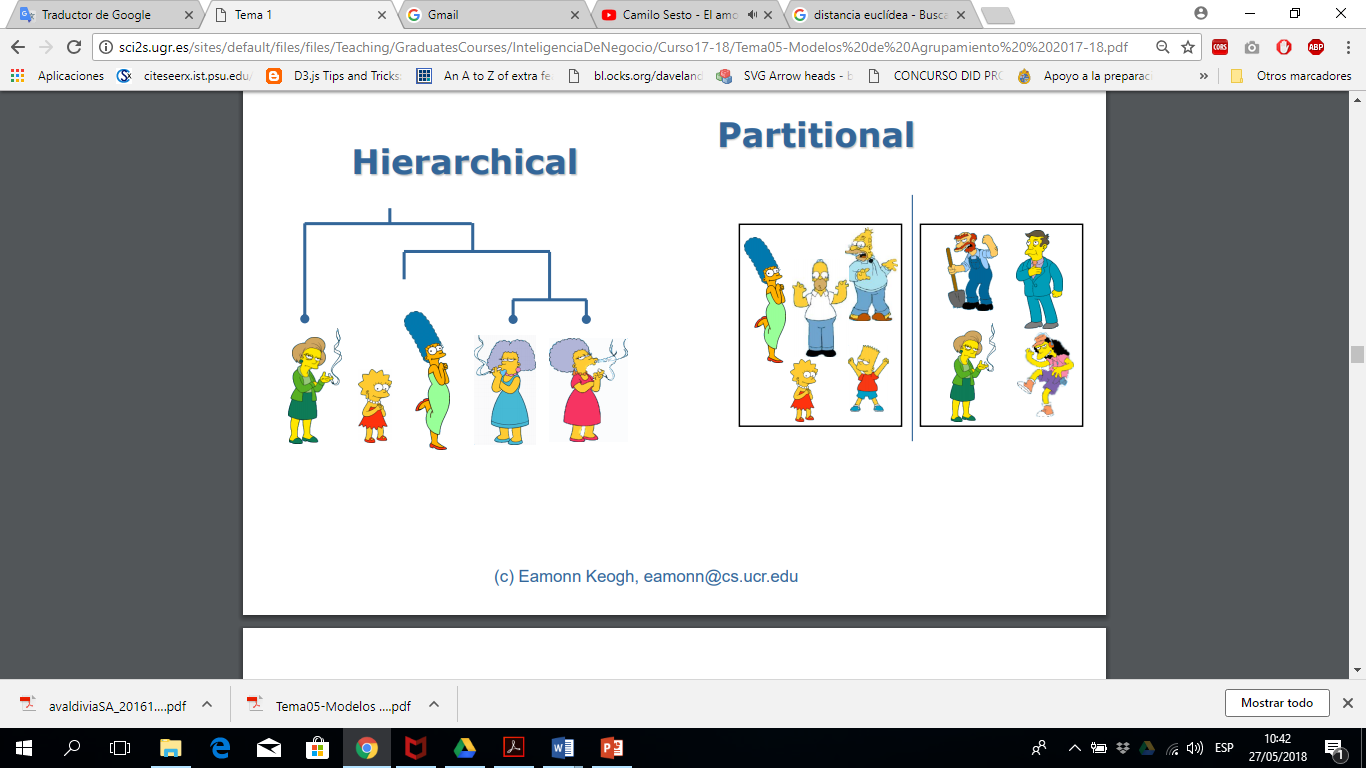 Traductor de Google
Tema 1
Gmail
Camilo Sesto - El amo
distancia euclídea - Busca
sci2s.ugr.es/sites/default/files/files/Teaching/GraduatesCourses/InteligenciaDeNegocio/Curso17-18/Tema05-Modelos%20de%20Agrupamiento%20%202017-18.pdf
CORS
ABP
Aplicaciones
citeseerx.ist.psu.edu/
D3.js Tips and Tricks:
An A to Z of extra fe
bl.ocks.org/daveland
SVG Arrow heads - b
CONCURSO DID PRO
Apoyo a la preparac
»
Otros marcadores
Hierarchical
Partitional
(c) Eamonn Keogh, eamonn@cs.ucr.edu
avaldiviaSA_20161....pdf
Tema05-Modelos ....pdf
Mostrar todo
ESP
10:42
27/05/2018
1